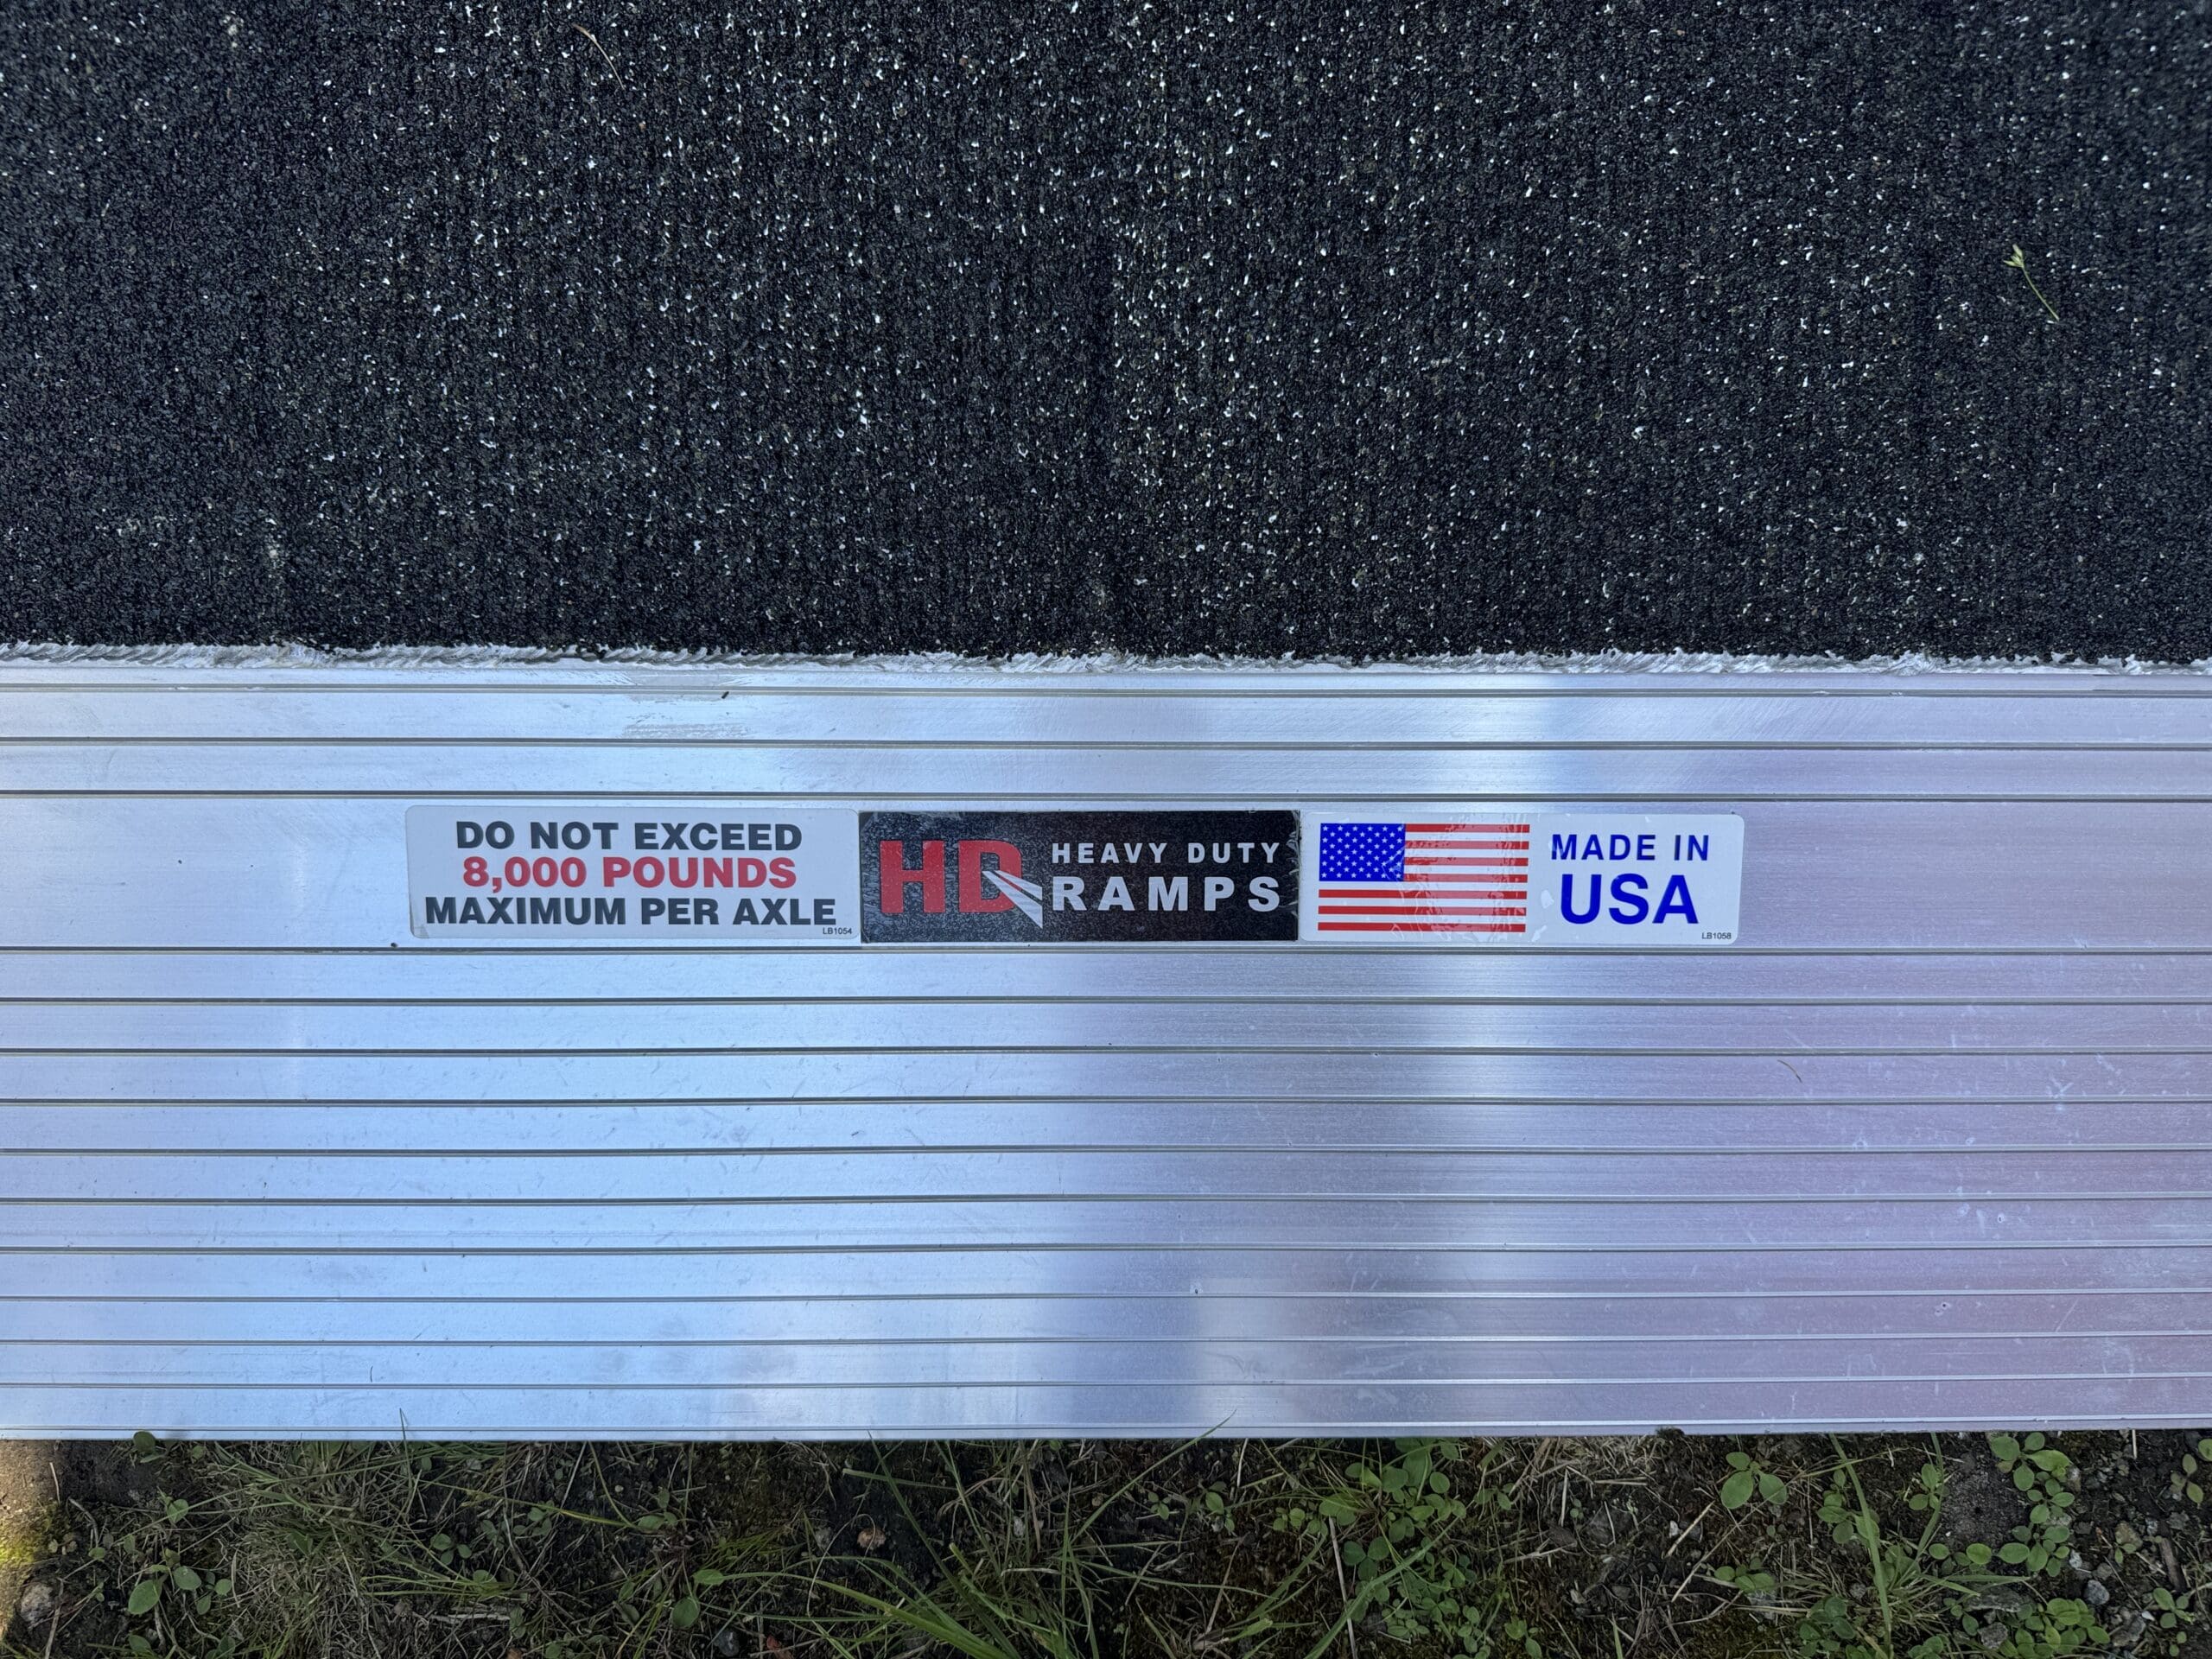 DO NOT EXCEED
8,000 POUNDS
MAXIMUM PER AXLE
LB1054
HD
HEAVY DUTY
RAMPS
MADE IN
USA
LB1058